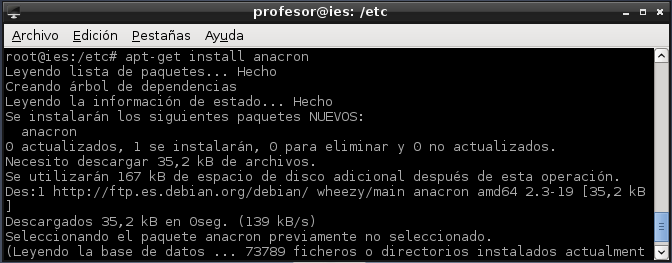 profesor@ies: /etc
Archivo Edición Pestañas Ayuda
root@ies:/etc# apt-get install anacron
Leyendo lista de paquetes... Hecho
Creando árbol de dependencias
Leyendo la información de estado... Hecho
Se instalarán los siguientes paquetes NUEVOS:
  anacron
0 actualizados, 1 se instalarán, 0 para eliminar y 0 no actualizados.
Necesito descargar 35,2 kB de archivos.
Se utilizarán 167 kB de espacio de disco adicional después de esta operación.
Des:1 http://ftp.es.debian.org/debian/ wheezy/main anacron amd64 2.3-19 [35,2 kB
]
Descargados 35,2 kB en 0seg. (139 kB/s)
Seleccionando el paquete anacron previamente no seleccionado.
(Leyendo la base de datos ... 73789 ficheros o directorios instalados actualment